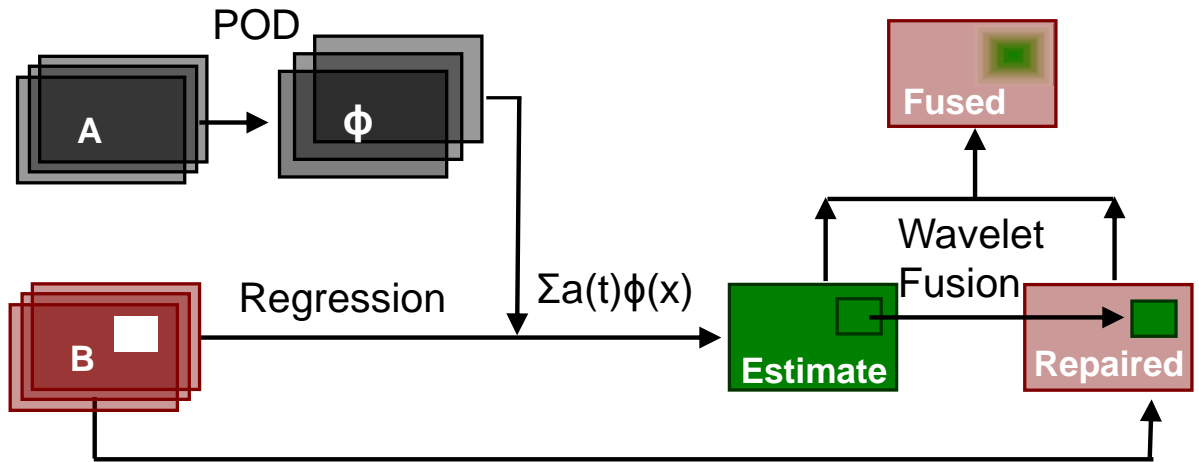 POD
A
ϕ
Fused
Wavelet
Fusion
Regression
Σa(t)ϕ(x)
B
Estimate
Repaired